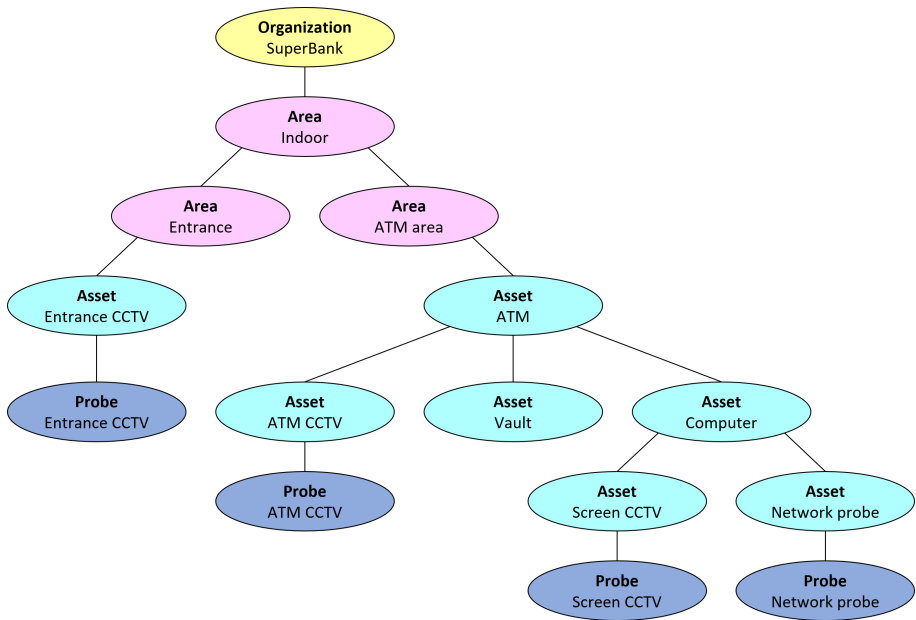 Organization
SuperBank
Area
Indoor
Area
Entrance
Area
ATM area
Asset
Entrance CCTV
Asset
ATM
Probe
Entrance CCTV
Asset
ATM CCTV
Asset
Vault
Asset
Computer
Probe
ATM CCTV
Asset
Screen CCTV
Asset
Network probe
Probe
Screen CCTV
Probe
Network probe